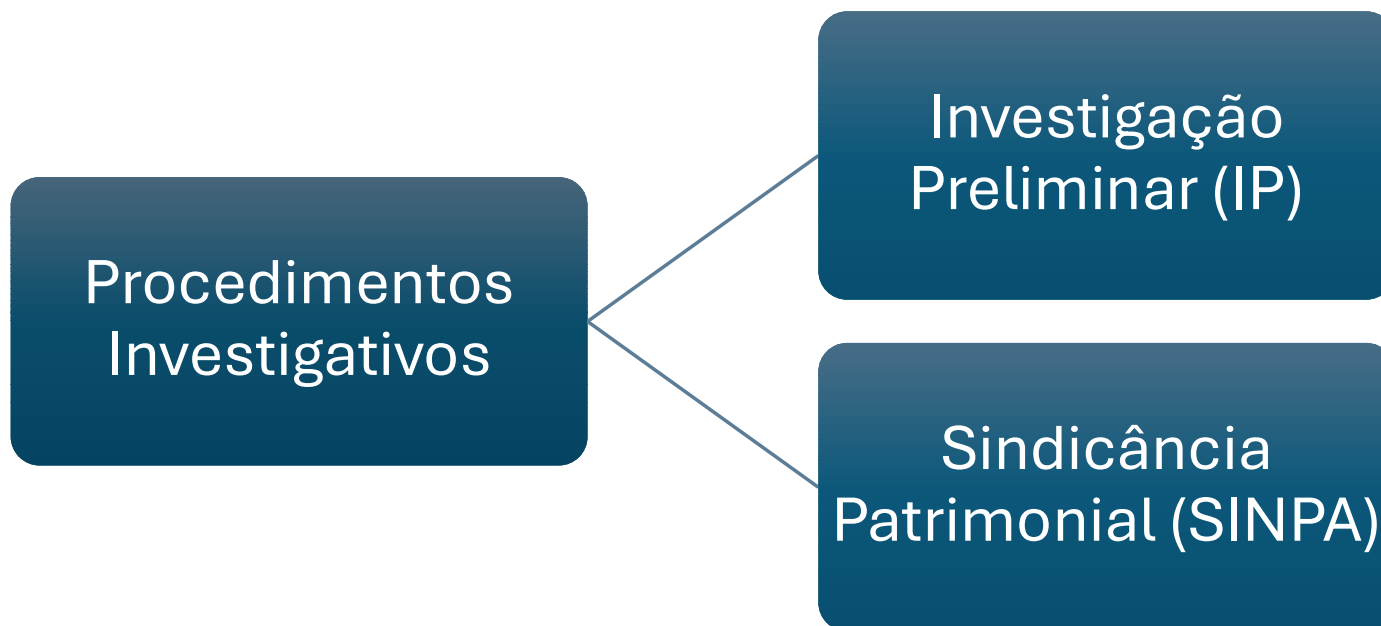 Procedimentos
Investigativos
Investigação
Preliminar (IP)
Sindicância
Patrimonial (SINPA)